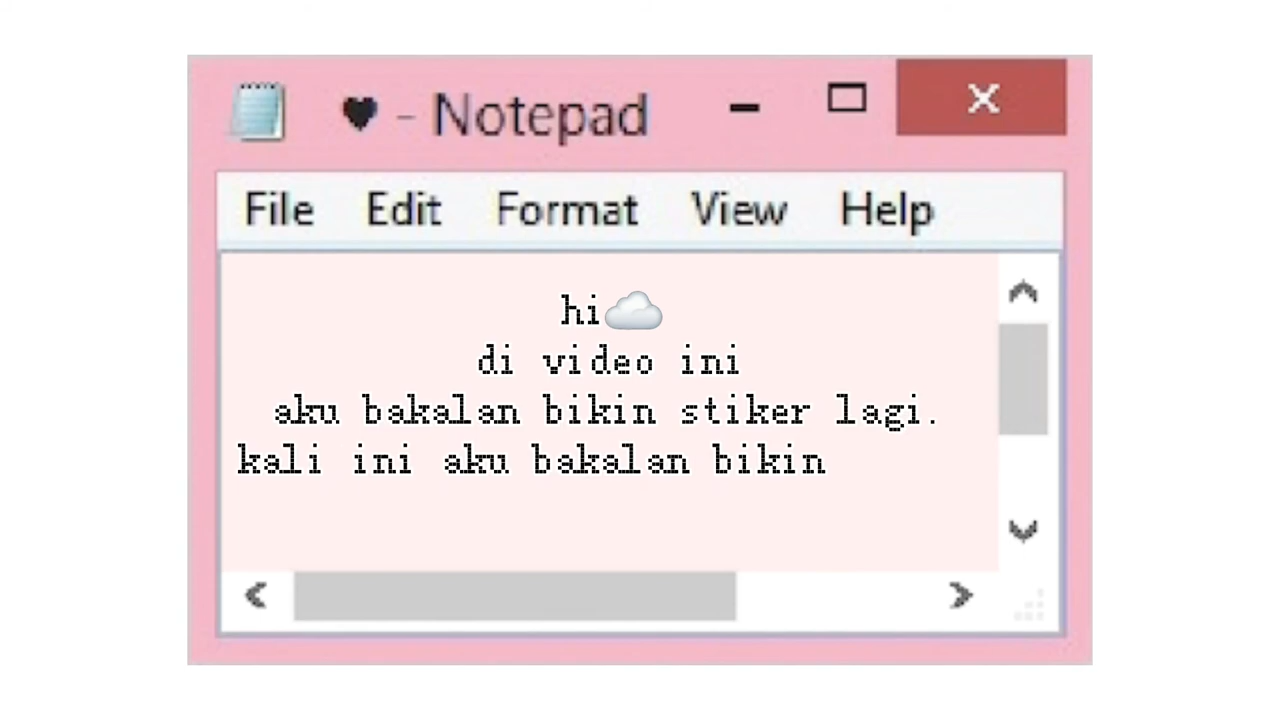 ♥ - Notepad
File Edit Format View Help
hi☁️
di video ini
aku bakalan bikin stiker lagi.
kali ini aku bakalan bikin